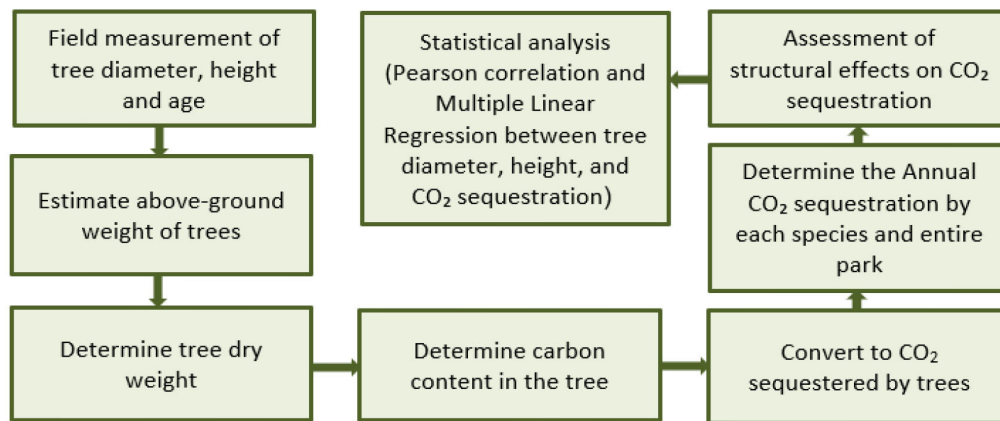 Field measurement of
tree diameter, height
and age
Estimate above-ground
weight of trees
Determine tree dry
weight
Determine carbon
content in the tree
Convert to CO₂
sequestered by trees
Determine the Annual
CO₂ sequestration by
each species and entire
park
Assessment of
structural effects on CO₂
sequestration
Statistical analysis
(Pearson correlation and
Multiple Linear
Regression between tree
diameter, height, and
CO₂ sequestration)